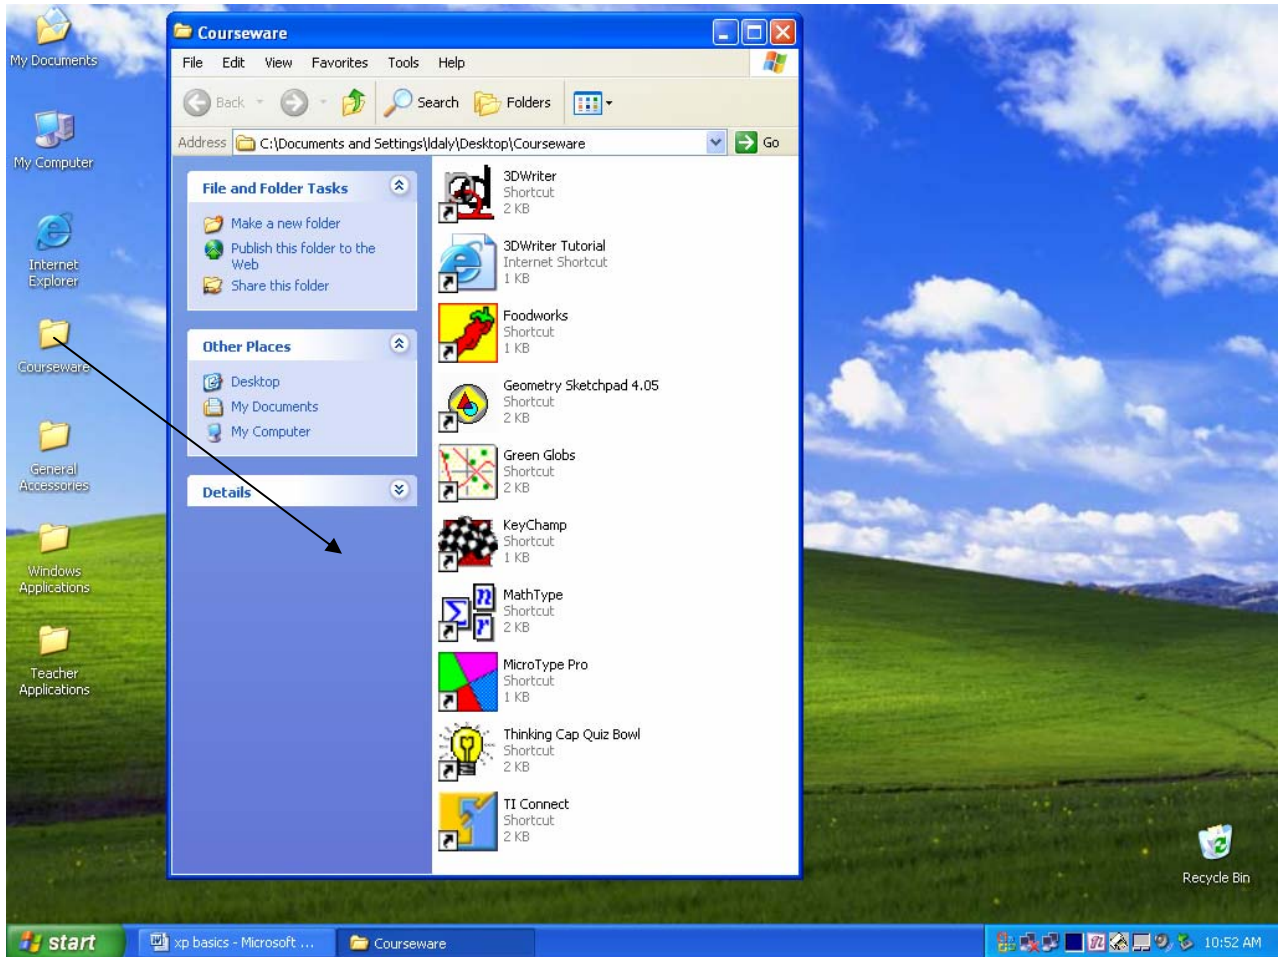 My Documents
My Computer
Internet
Explorer
Courseware
General
Accessories
Windows
Applications
Teacher
Applications
Courseware
File Edit View Favorites Tools Help
Back Search Folders
Address C:\Documents and Settings\ldaly\Desktop\Courseware Go
File and Folder Tasks
Make a new folder
Publish this folder to the
Web
Share this folder
Other Places
Desktop
My Documents
My Computer
Details
3DWriter
Shortcut
2 KB
3DWriter Tutorial
Internet Shortcut
1 KB
Foodworks
Shortcut
1 KB
Geometry Sketchpad 4.05
Shortcut
2 KB
Green Globs
Shortcut
2 KB
KeyChamp
Shortcut
1 KB
MathType
Shortcut
2 KB
MicroType Pro
Shortcut
1 KB
Thinking Cap Quiz Bowl
Shortcut
2 KB
TI Connect
Shortcut
2 KB
Recycle Bin
start xp basics - Microsoft ... Courseware 10:52 AM